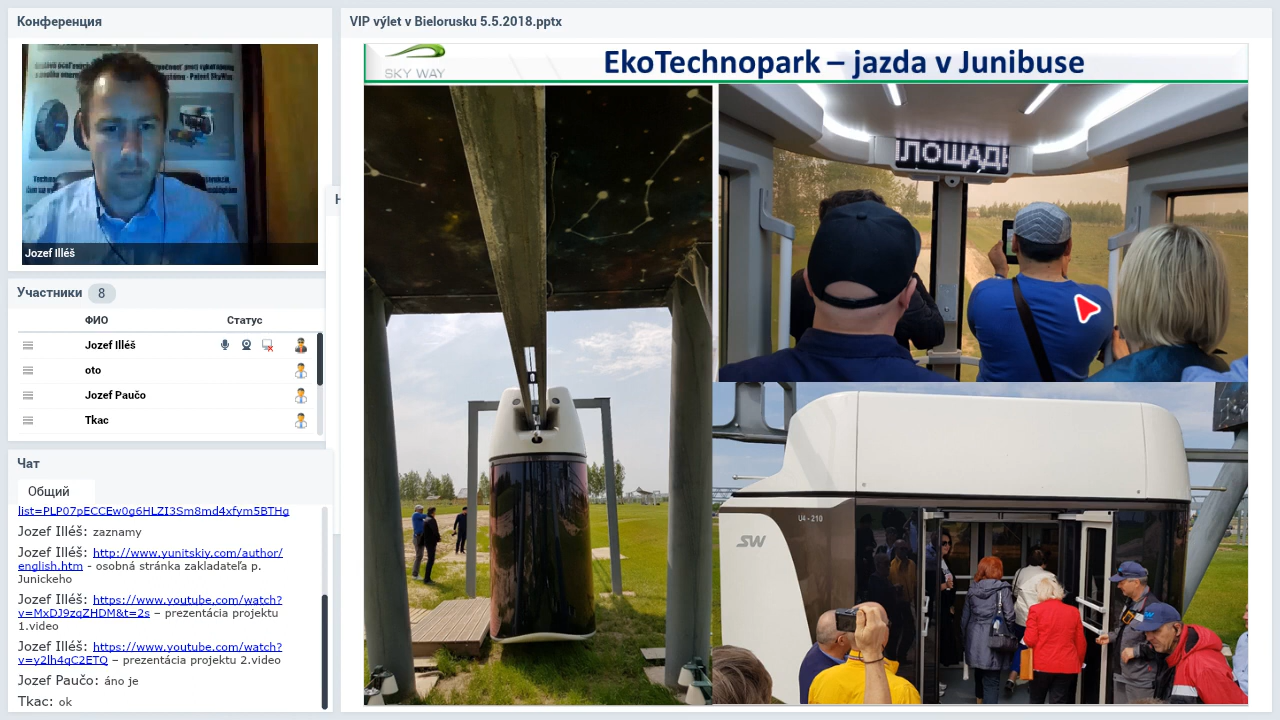 Конференция
Jozef Illéš
Участники 8
ФИО Статус
Jozef Illéš
oto
Jozef Paučo
Tkac
Чат
Общий
list=PLP07pECCEw0g6HLZI3Sm8md4xfym5BTHg
Jozef Illéš: zaznamy
Jozef Illéš: http://www.yunitskiy.com/author/
english.htm - osobná stránka zakladateľa p.
Junickeho
Jozef Illéš: https://www.youtube.com/watch?
v=MxDJ9zqZHDM&t=2s – prezentácia projektu
1.video
Jozef Illéš: https://www.youtube.com/watch?
v=y2lh4qC2ETQ – prezentácia projektu 2.video
Jozef Paučo: áno je
Tkac: ok
VIP výlet v Bielorusku 5.5.2018.pptx
SKY WAY
EkoTechnopark – jazda v Junibuse
ПЛОЩАДЬ
U4-210
SW